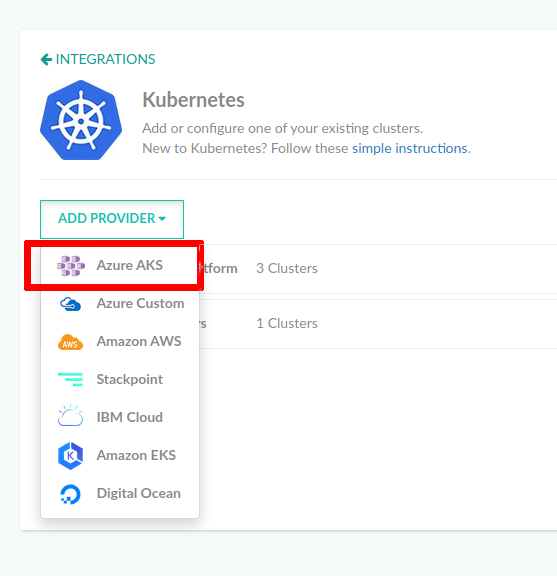 INTEGRATIONS
Kubernetes
Add or configure one of your existing clusters.
New to Kubernetes? Follow these simple instructions.
ADD PROVIDER
Azure AKS
tform 3 Clusters
Azure Custom
rs 1 Clusters
Amazon AWS
AWS
Stackpoint
IBM Cloud
Amazon EKS
K
Digital Ocean